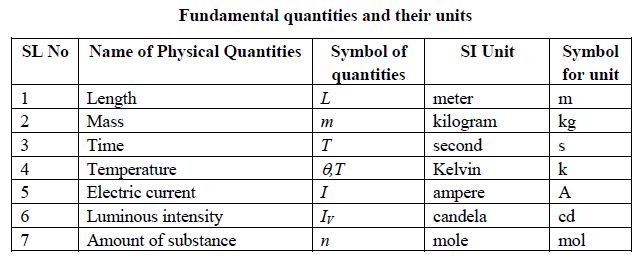 Fundamental quantities and their units
SL No Name of Physical Quantities Symbol of quantities SI Unit Symbol for unit
1 Length L meter m
2 Mass m kilogram kg
3 Time T second s
4 Temperature θ,T Kelvin k
5 Electric current I ampere A
6 Luminous intensity IV candela cd
7 Amount of substance n mole mol